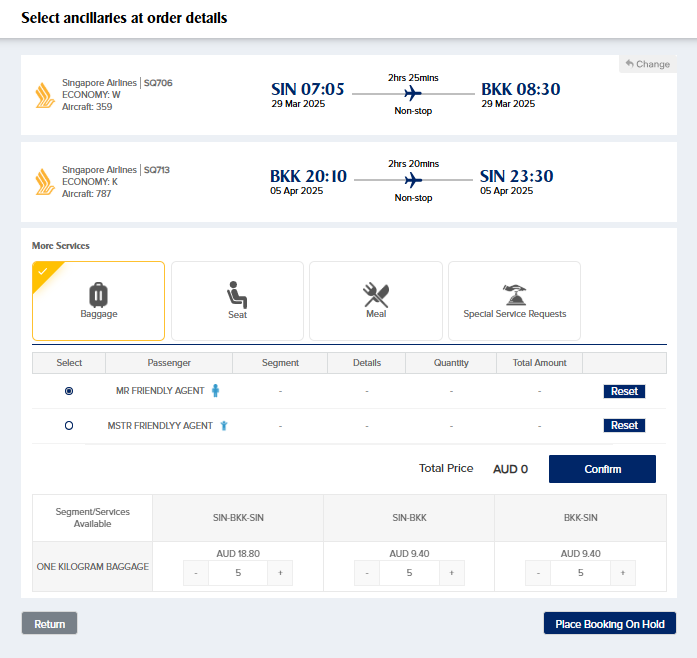 Select ancillaries at order details
Change
Singapore Airlines | SQ706
ECONOMY: W
Aircraft: 359
SIN 07:05
29 Mar 2025
2hrs 25mins
Non-stop
BKK 08:30
29 Mar 2025
Singapore Airlines | SQ713
ECONOMY: K
Aircraft: 787
BKK 20:10
05 Apr 2025
2hrs 20mins
Non-stop
SIN 23:30
05 Apr 2025
More Services
Baggage
Seat
Meal
Special Service Requests
Select Passenger Segment Details Quantity Total Amount
MR FRIENDLY AGENT - - - - Reset
MSTR FRIENDLYY AGENT - - - - Reset
Total Price AUD 0 Confirm
Segment/Services
Available
SIN-BKK-SIN SIN-BKK BKK-SIN
AUD 18.80 AUD 9.40 AUD 9.40
ONE KILOGRAM BAGGAGE - 5 + - 5 + - 5 +
Return Place Booking On Hold